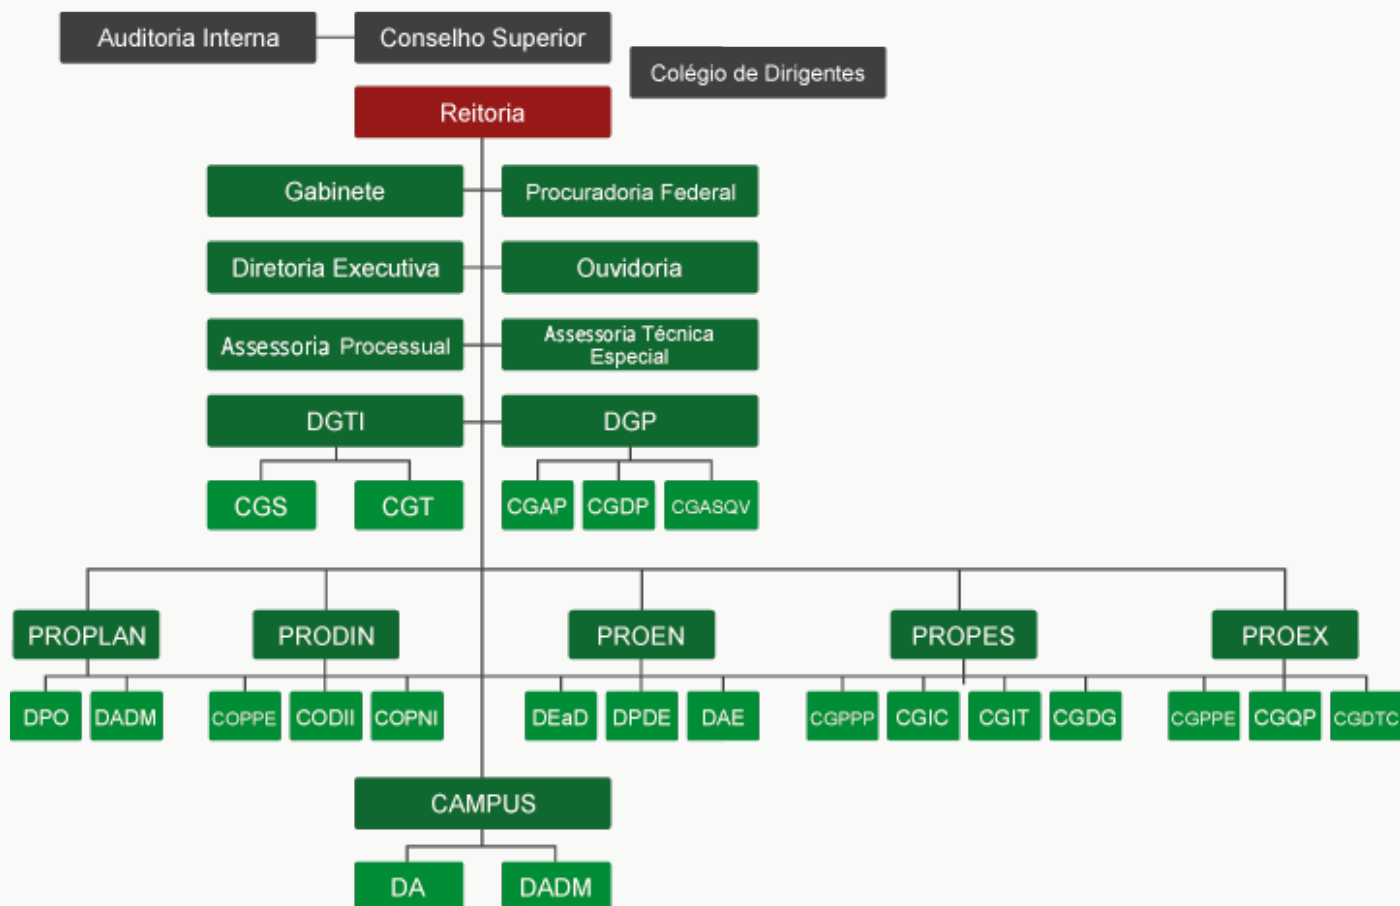 Auditoria Interna
Conselho Superior
Colégio de Dirigentes
Reitoria
Gabinete
Procuradoria Federal
Diretoria Executiva
Ouvidoria
Assessoria Processual
Assessoria Técnica
Especial
DGTI
DGP
CGS
CGT
CGAP
CGDP
CGASQV
PROPLAN
PRODIN
PROEN
PROPES
PROEX
DPO
DADM
COPPE
CODII
COPNI
DEaD
DPDE
DAE
CGPPP
CGIC
CGIT
CGDG
CGPPE
CGQP
CGDTC
CAMPUS
DA
DADM